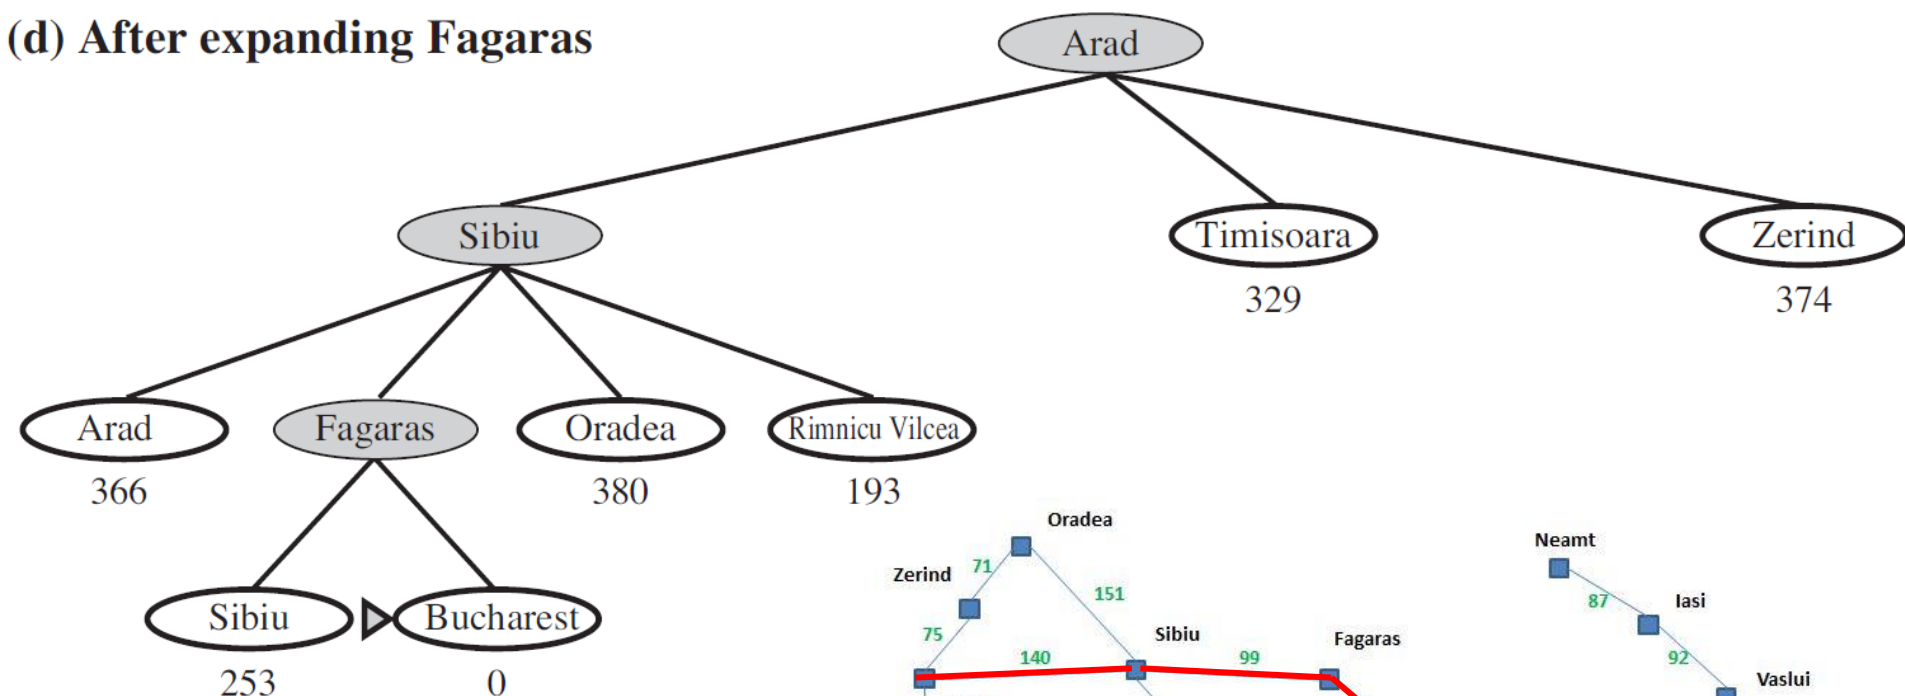 (d) After expanding Fagaras
Arad
Sibiu
Timisoara
Zerind
329
374
Arad
Fagaras
Oradea
Rimnicu Vilcea
366
380
193
Sibiu
Bucharest
253
0
Oradea
Neamt
71
Zerind
87
Iasi
151
75
Sibiu
Fagaras
140
99
92
Vaslui